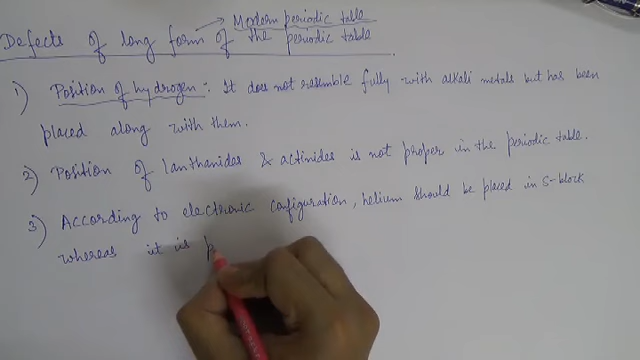 Modern periodic table
Defects of long form of the periodic table
1) Position of hydrogen :- It does not resemble fully with alkali metals but has been
placed along with them.
2) Position of lanthanides & actinides is not proper in the periodic table.
3) According to electronic configuration, helium should be placed in s-block
whereas it is p